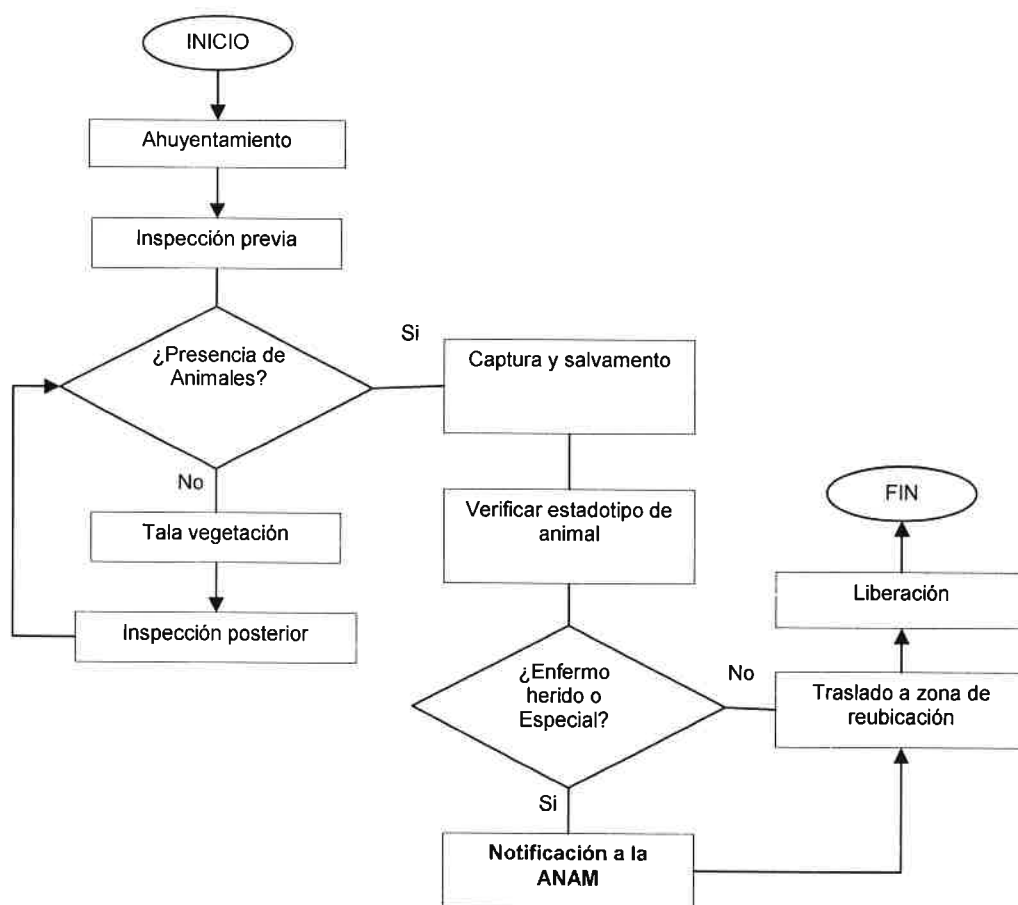 INICIO
Ahuyentamiento
Inspección previa
¿Presencia de
Animales?
Si
Captura y salvamento
No
Tala vegetación
Inspección posterior
Verificar estadotipo de
animal
¿Enfermo
herido o
Especial?
No
Si
Notificación a la
ANAM
Traslado a zona de
reubicación
Liberación
FIN